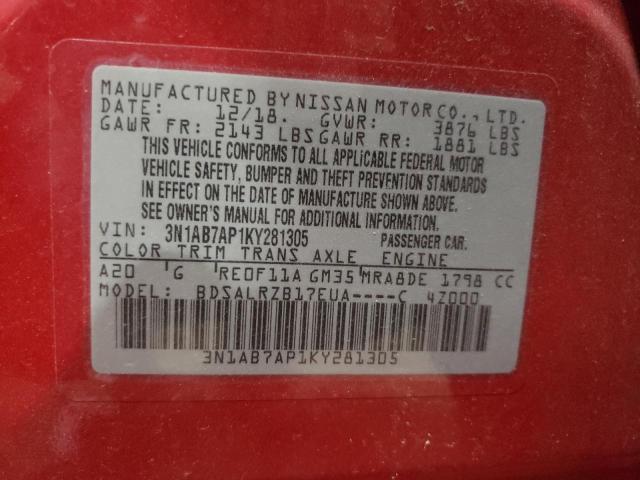 MANUFACTURED BY NISSAN MOTOR CO., LTD.
DATE: 12/18. GVWR: 3876 LBS
GAWR FR: 2143 LBS GAWR RR: 1881 LBS
THIS VEHICLE CONFORMS TO ALL APPLICABLE FEDERAL MOTOR
VEHICLE SAFETY, BUMPER AND THEFT PREVENTION STANDARDS
IN EFFECT ON THE DATE OF MANUFACTURE SHOWN ABOVE.
SEE OWNER'S MANUAL FOR ADDITIONAL INFORMATION.
VIN: 3N1AB7AP1KY281305 PASSENGER CAR.
COLOR TRIM TRANS AXLE ENGINE
A20 'G 'RE0F11A GM35 'MRA8DE 1798 CC
MODEL: BDSALRZB17EUA----C 4Z000
3N1AB7AP1KY281305